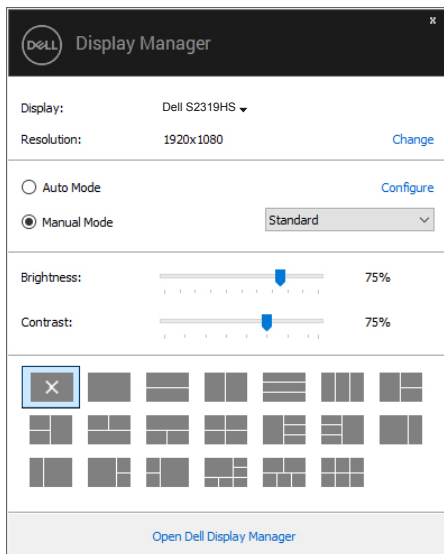 x
DELL Display Manager
Display: Dell S2319HS
Resolution: 1920x1080 Change
Auto Mode Configure
Manual Mode Standard
Brightness: 75%
Contrast: 75%
Open Dell Display Manager